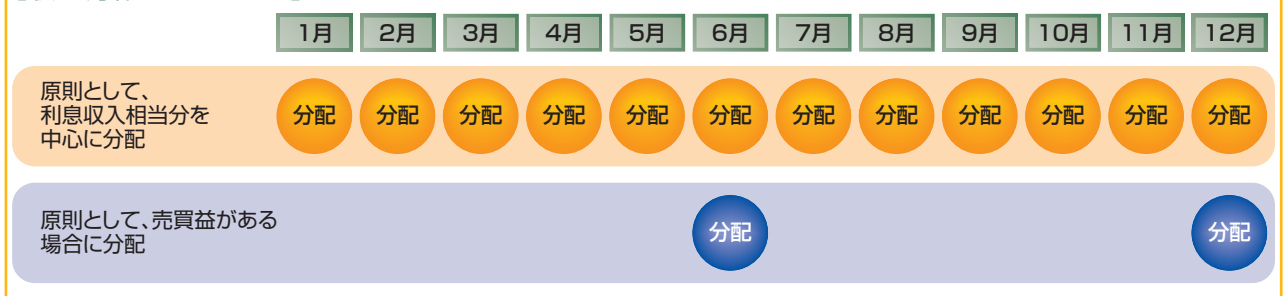 1月 2月 3月 4月 5月 6月 7月 8月 9月 10月 11月 12月
原則として、
利息収入相当分を
中心に分配
分配 分配 分配 分配 分配 分配 分配 分配 分配 分配 分配 分配
原則として、売買益がある
場合に分配
分配 分配